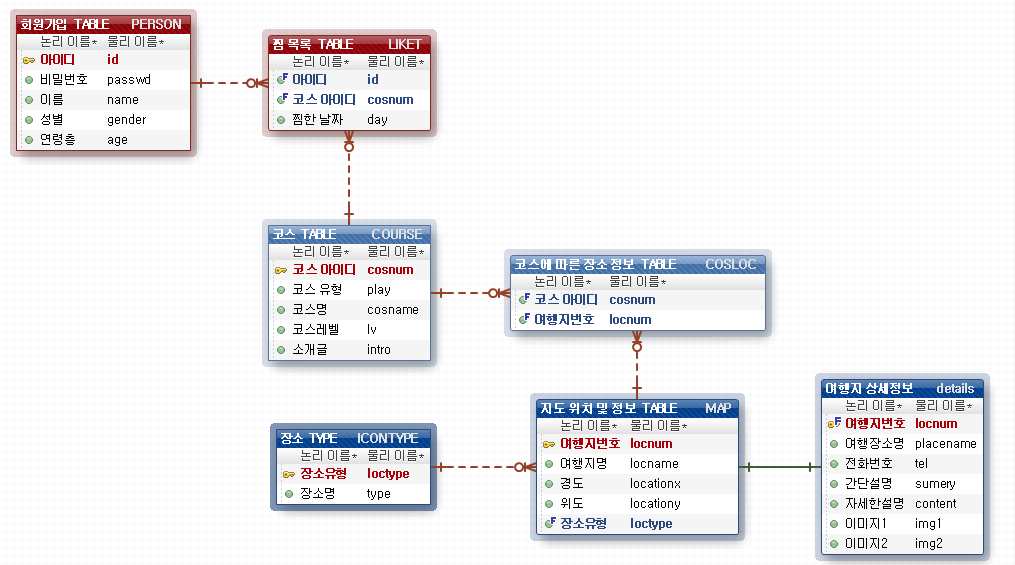 회원가입 TABLE PERSON
논리 이름* 물리 이름*
아이디 id
비밀번호 passwd
이름 name
성별 gender
연령층 age
찜 목록 TABLE LIKET
논리 이름* 물리 이름*
아이디 id
코스 아이디 cosnum
찜한 날짜 day
코스 TABLE COURSE
논리 이름* 물리 이름*
코스 아이디 cosnum
코스 유형 play
코스명 cosname
코스레벨 lv
소개글 intro
코스에 따른 장소 정보 TABLE COSLOC
논리 이름* 물리 이름*
코스 아이디 cosnum
여행지번호 locnum
장소 TYPE ICONTYPE
논리 이름* 물리 이름*
장소유형 loctype
장소명 type
지도 위치 및 정보 TABLE MAP
논리 이름* 물리 이름*
여행지번호 locnum
여행지명 locname
경도 locationx
위도 locationy
장소유형 loctype
여행지 상세정보 details
논리 이름* 물리 이름*
여행지번호 locnum
여행장소명 placename
전화번호 tel
간단설명 sumery
자세한설명 content
이미지1 img1
이미지2 img2